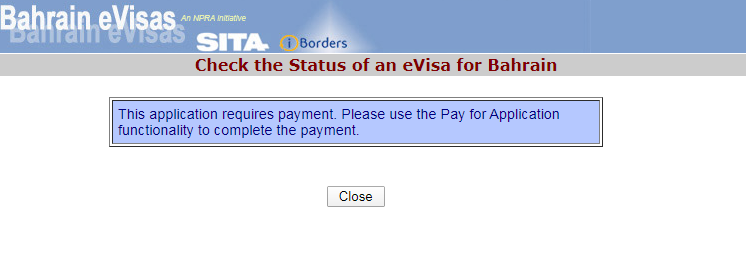 Bahrain eVisas An NPRA initiative
Bahrain eVisas
SITA iBorders
Check the Status of an eVisa for Bahrain
This application requires payment. Please use the Pay for Application
functionality to complete the payment.
Close